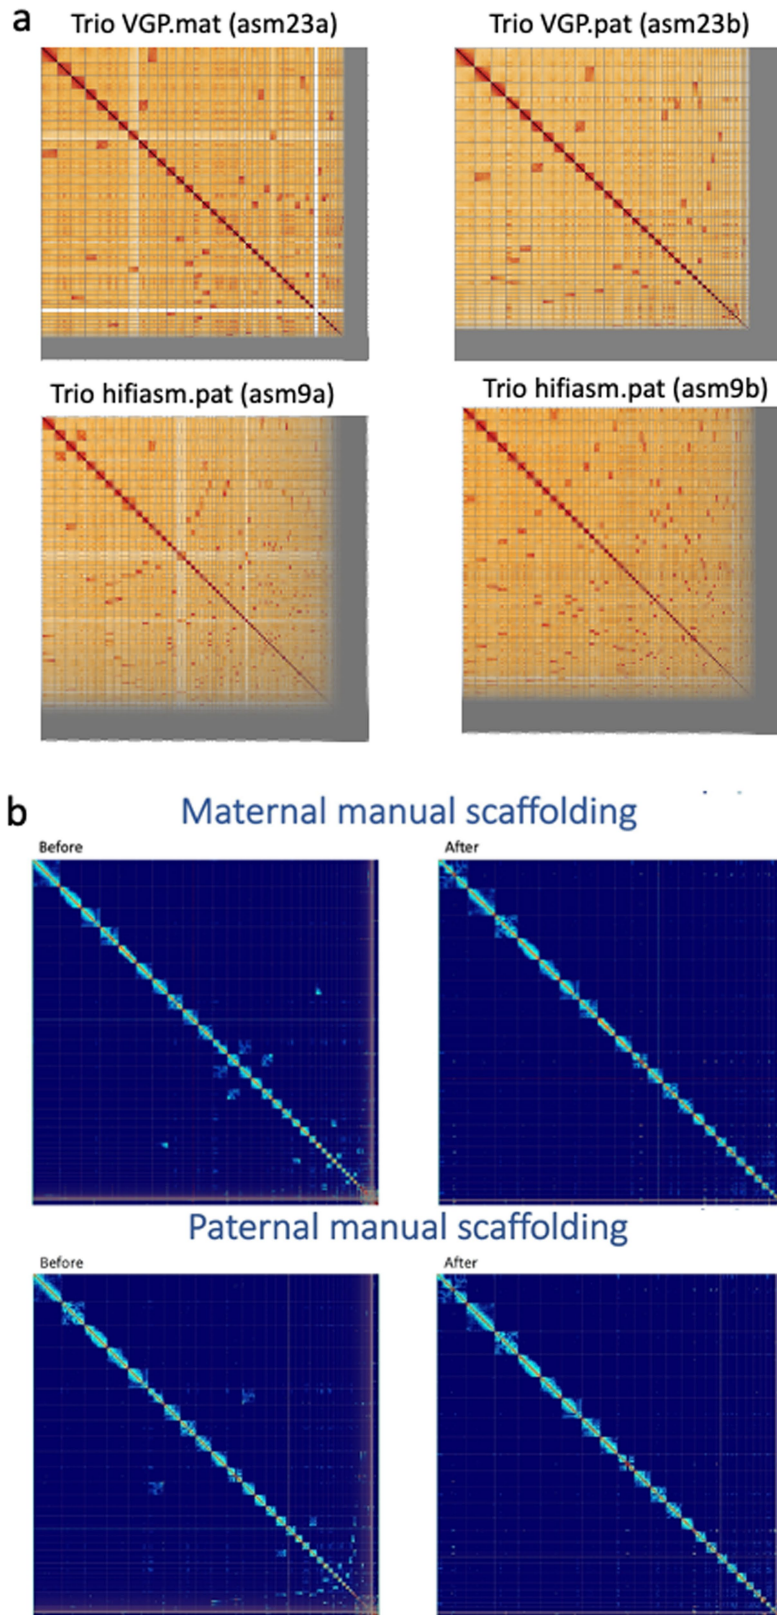 a
Trio VGP.mat (asm23a)
Trio VGP.pat (asm23b)
Trio hifiasm.pat (asm9a)
Trio hifiasm.pat (asm9b)
b
Maternal manual scaffolding
Before
After
Paternal manual scaffolding
Before
After